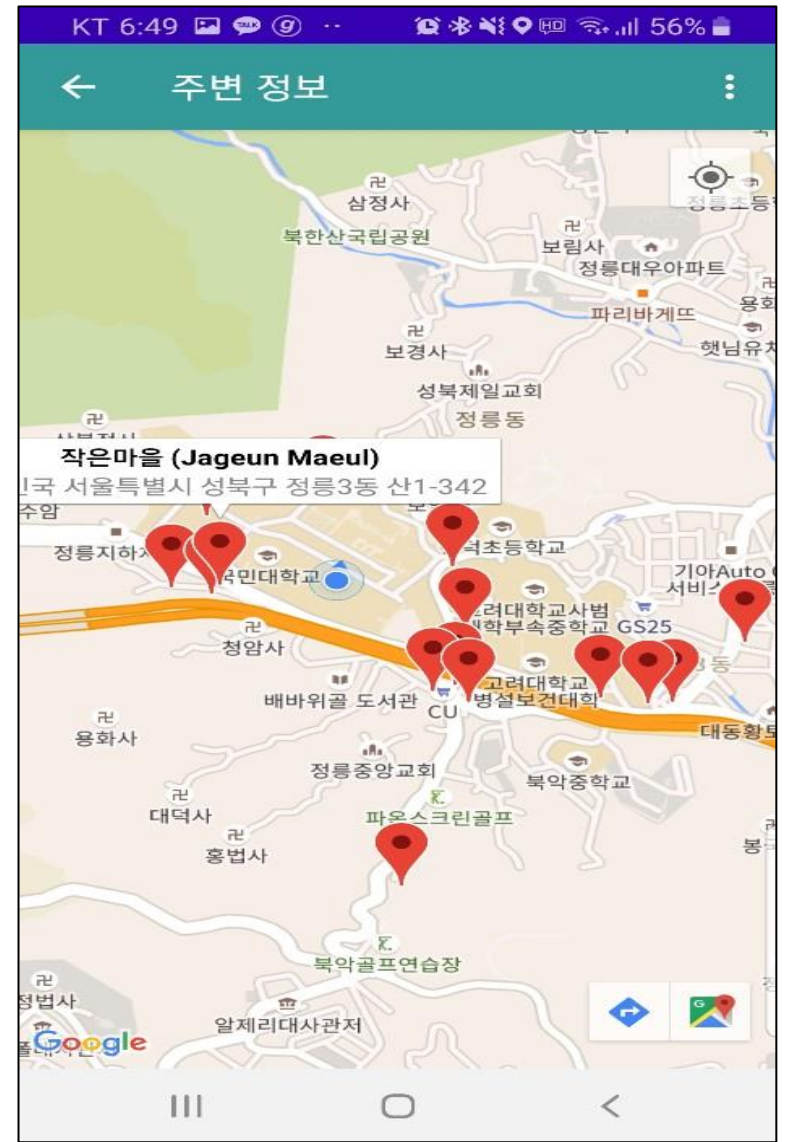 KT 6:49
56%
주변 정보
삼정사
북한산국립공원
보림사
정릉대우아파트
파리바게뜨
보경사
햇님유
성북제일교회
정릉동
작은마을 (Jageun Maeul)
국 서울특별시 성북구 정릉3동 산1-342
수암
정릉지하
초등학교
기아Auto
서비스
국민대학교
고려대학교사범
대학부속중학교
GS25
청암사
고려대학교
병설보건대학
배바위골 도서관
CU
용화사
대동황토
정릉중앙교회
북악중학교
대덕사
파온스크린골프
홍법사
봉
북악골프연습장
정법사
알제리대사관저
Google